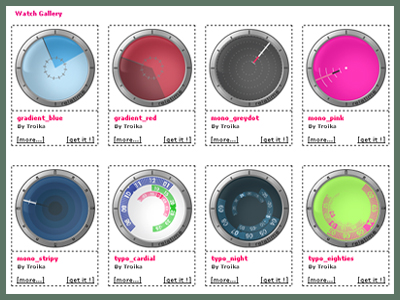 Watch Gallery
gradient_blue
By Troika
[more...] [get it !]
gradient_red
By Troika
[more...] [get it !]
mono_greydot
By Troika
[more...] [get it !]
mono_pink
By Troika
[more...] [get it !]
mono_stripy
By Troika
[more...] [get it !]
typo_cardial
By Troika
[more...] [get it !]
typo_night
By Troika
[more...] [get it !]
typo_eighties
By Troika
[more...] [get it !]